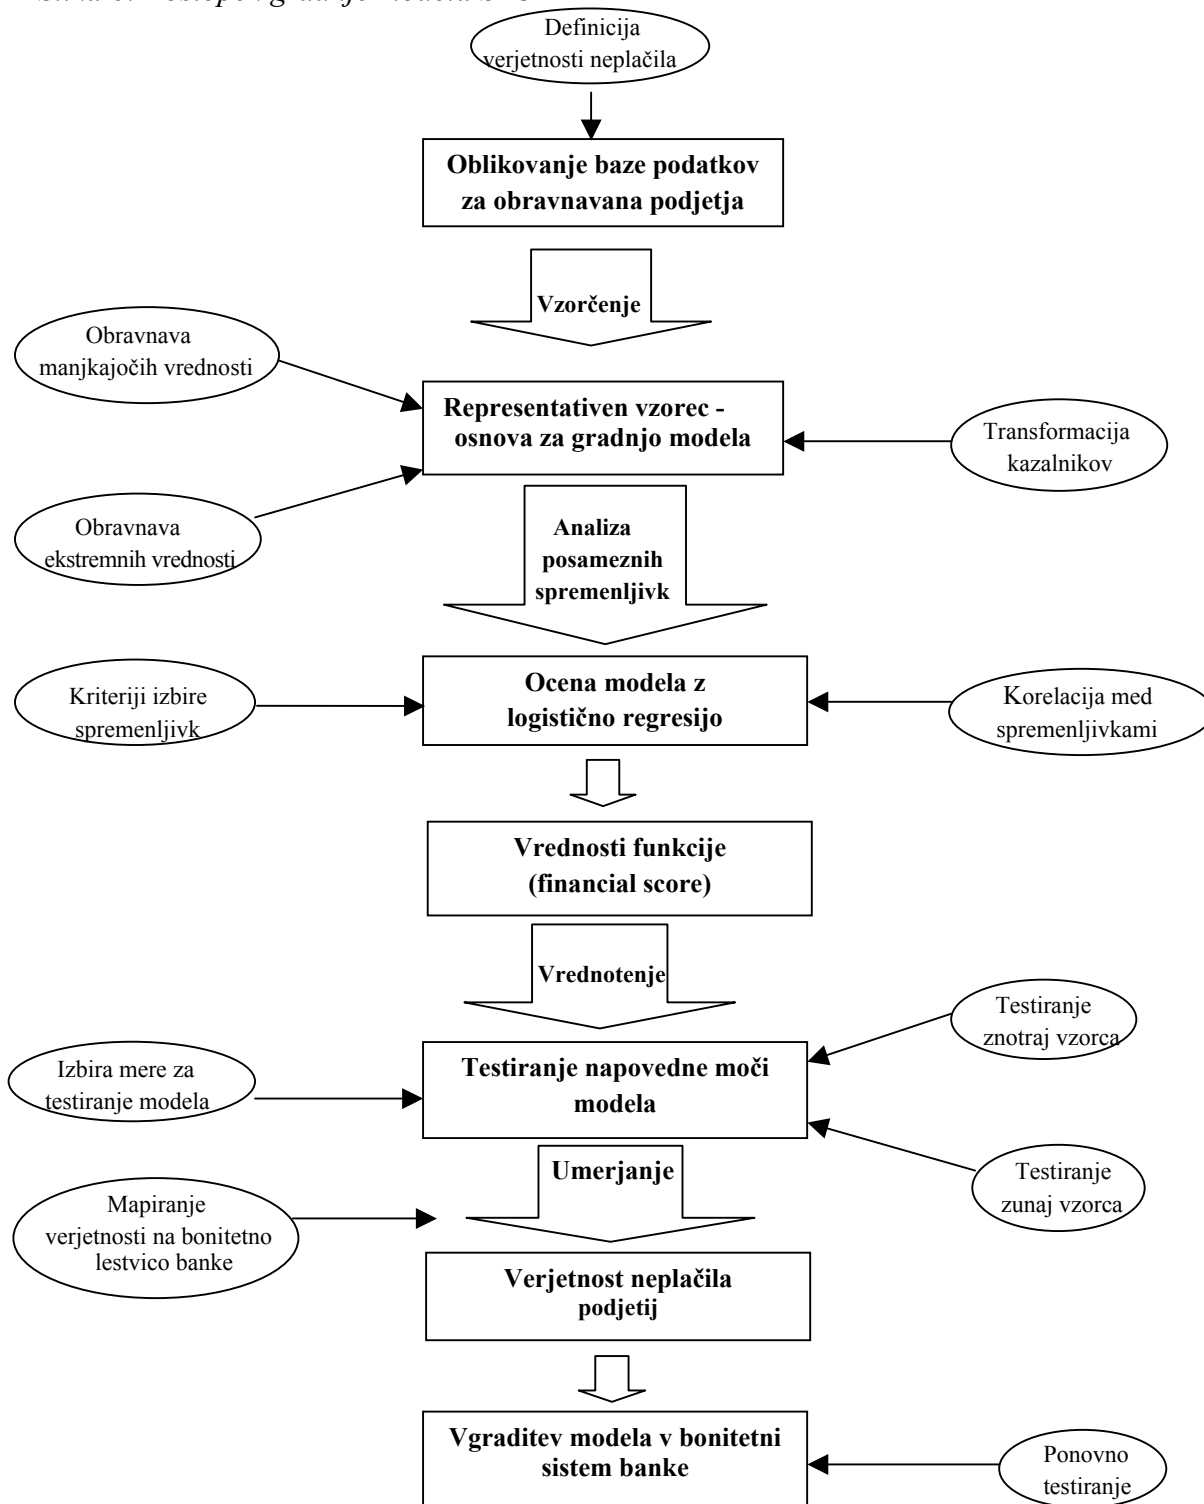 Definicija
verjetnosti neplačila
Oblikovanje baze podatkov
za obravnavana podjetja
Vzorčenje
Obravnava
manjkajočih vrednosti
Representativen vzorec -
osnova za gradnjo modela
Transformacija
kazalnikov
Obravnava
ekstremnih vrednosti
Analiza
posameznih
spremenljivk
Kriteriji izbire
spremenljivk
Ocena modela z
logistično regresijo
Korelacija med
spremenljivkami
Vrednosti funkcije
(financial score)
Vrednotenje
Testiranje
znotraj vzorca
Izbira mere za
testiranje modela
Testiranje napovedne moči
modela
Testiranje
zunaj vzorca
Umerjanje
Mapiranje
verjetnosti na bonitetno
lestvico banke
Verjetnost neplačila
podjetij
Vgraditev modela v bonitetni
sistem banke
Ponovno
testiranje